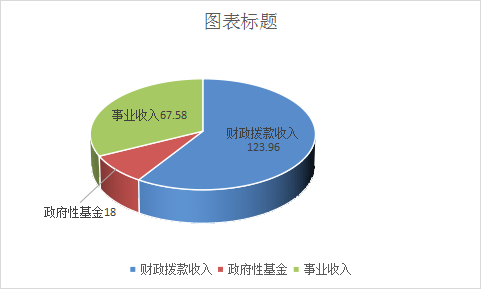 图表标题
事业收入67.58
财政拨款收入
123.96
政府性基金18
财政拨款收入 政府性基金 事业收入